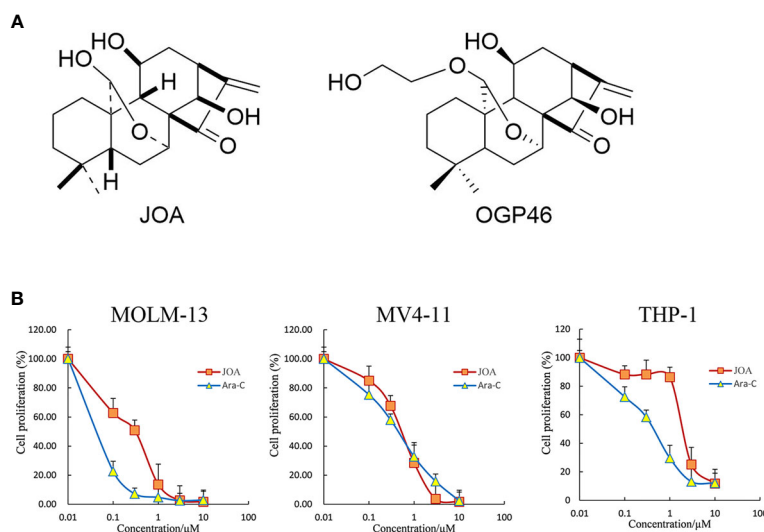 A
HO
HO
H
O
OH
O
H
JOA
HO
O
HO
O
OH
O
OGP46
B
MOLM-13
120.00
100.00
80.00
60.00
40.00
20.00
0.00
Cell proliferation (%)
JOA
Ara-C
0.01 0.1 1 10 100
Concentration/μM
MV4-11
120.00
100.00
80.00
60.00
40.00
20.00
0.00
Cell proliferation (%)
JOA
Ara-C
0.01 0.1 1 10 100
Concentration/μM
THP-1
120
100
80
60
40
20
0
Cell proliferation (%)
JOA
Ara-C
0.01 0.1 1 10 100
Concentration/μM